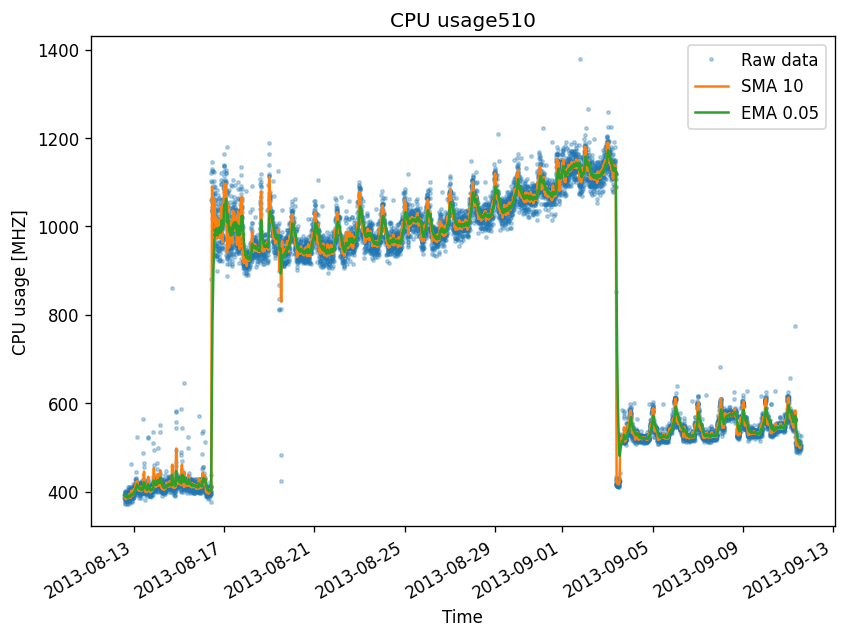 CPU usage510
Raw data
SMA 10
EMA 0.05
CPU usage [MHZ]
1400
1200
1000
800
600
400
2013-08-13
2013-08-17
2013-08-21
2013-08-25
2013-08-29
2013-09-01
2013-09-05
2013-09-09
2013-09-13
Time